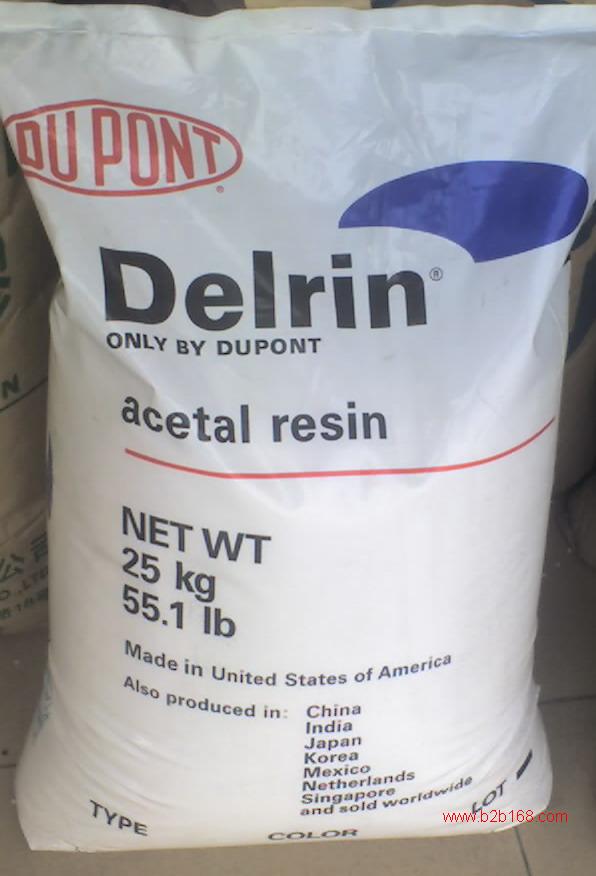 DU PONT
®
Delrin®
ONLY BY DUPONT
acetal resin
NET WT
25 kg
55.1 lb
Made in United States of America
Also produced in: China
India
Japan
Korea
Mexico
Netherlands
Singapore
and sold worldwide
TYPE
COLOR
LOT
www.b2b168.com
N
公司